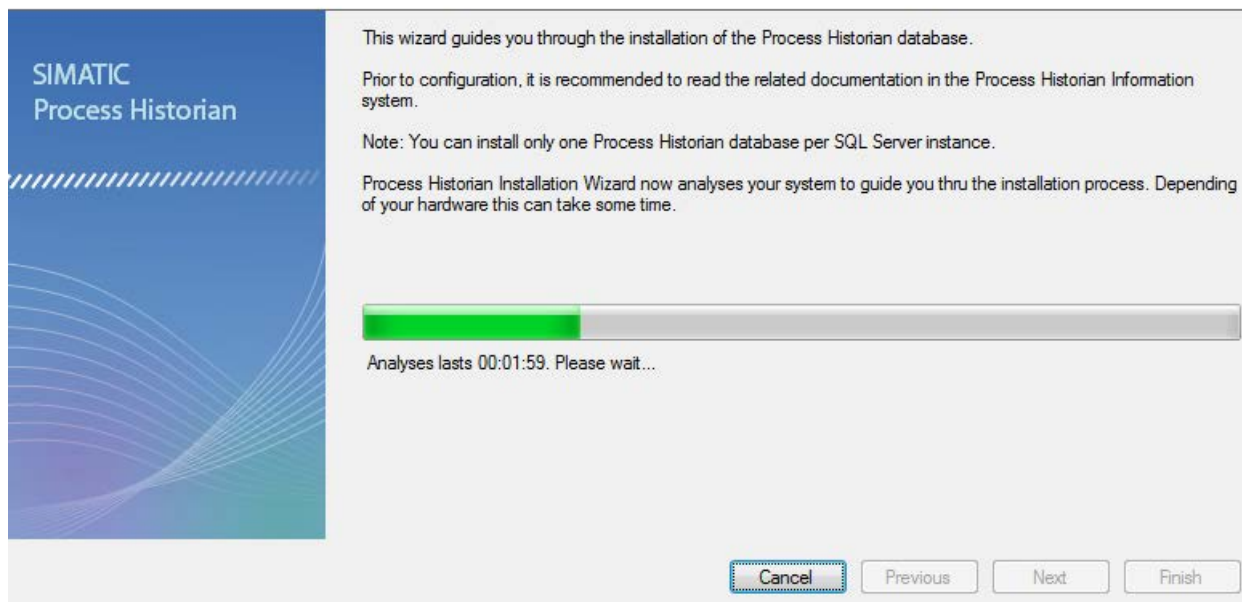 SIMATIC
Process Historian
This wizard guides you through the installation of the Process Historian database.
Prior to configuration, it is recommended to read the related documentation in the Process Historian Information
system.
Note: You can install only one Process Historian database per SQL Server instance.
Process Historian Installation Wizard now analyses your system to guide you thru the installation process. Depending
of your hardware this can take some time.
Analyses lasts 00:01:59. Please wait...
Cancel Previous Next Finish